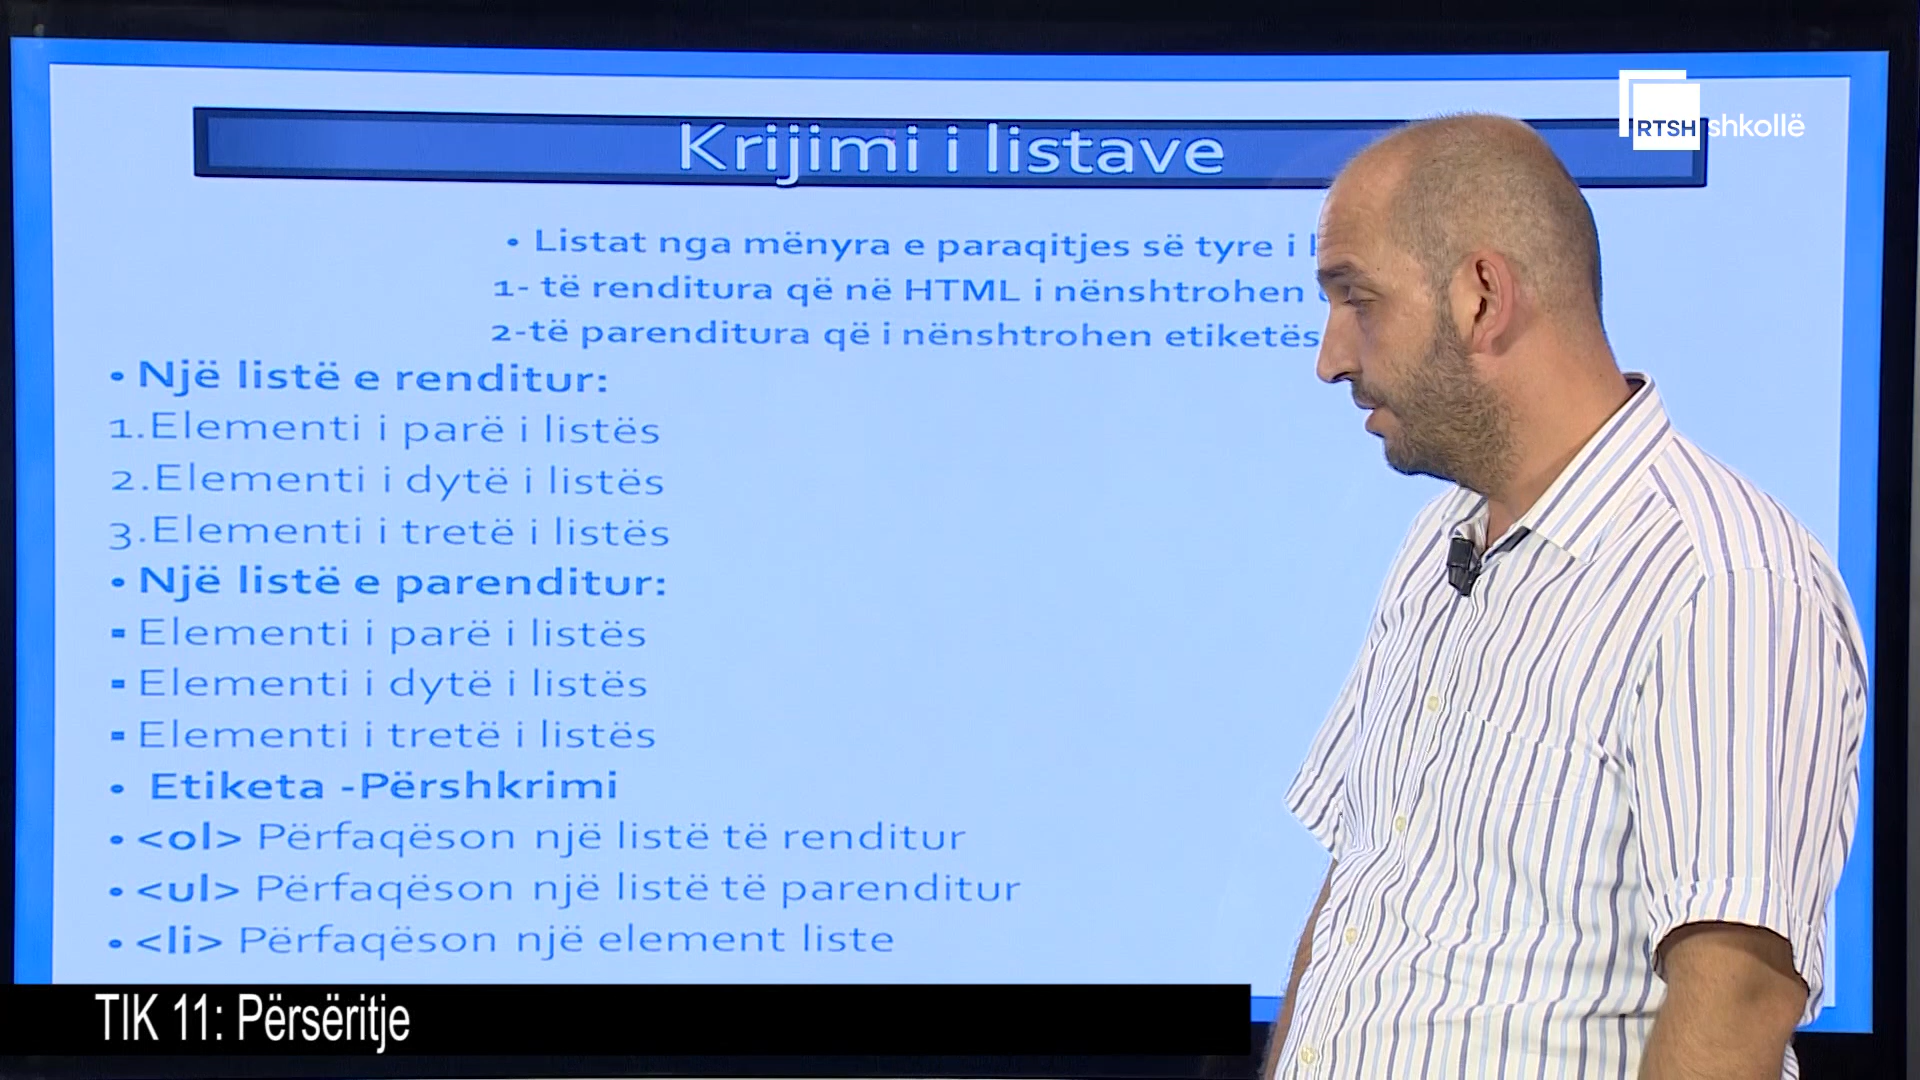 RTSH shkollë
Krijimi i listave
• Listat nga mënyra e paraqitjes së tyre i
1- të renditura që në HTML i nënshtrohen
2-të parenditura që i nënshtrohen etiketës
• Një listë e renditur:
1.Elementi i parë i listës
2.Elementi i dytë i listës
3.Elementi i tretë i listës
• Një listë e parenditur:
▪ Elementi i parë i listës
▪ Elementi i dytë i listës
▪ Elementi i tretë i listës
• Etiketa -Përshkrimi
• <ol> Përfaqëson një listë të renditur
• <ul> Përfaqëson një listë të parenditur
• <li> Përfaqëson një element liste
TIK 11: Përsëritje